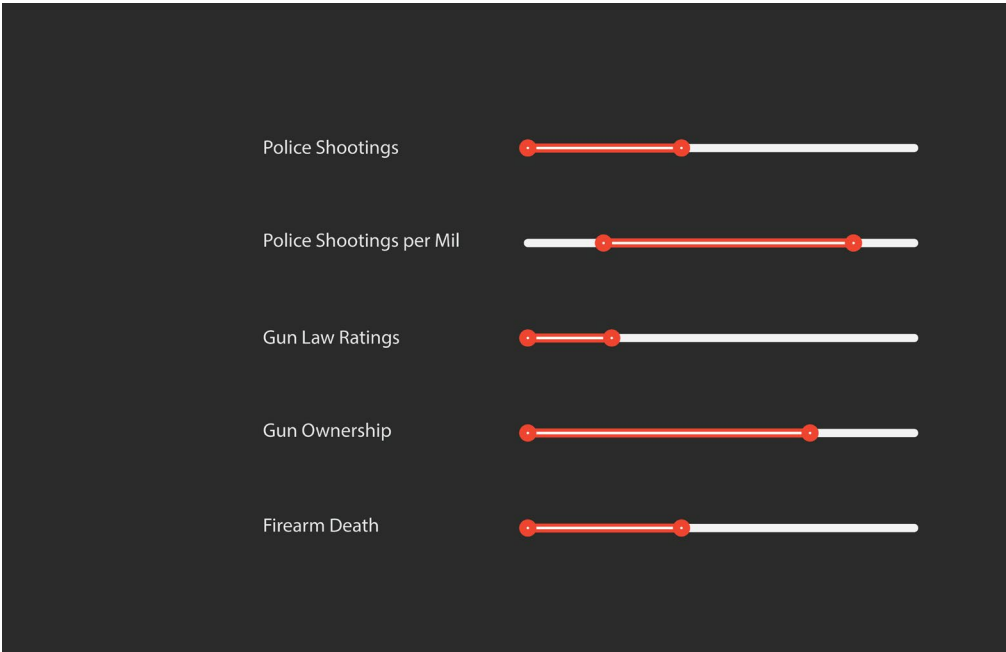 Police Shootings
Police Shootings per Mil
Gun Law Ratings
Gun Ownership
Firearm Death